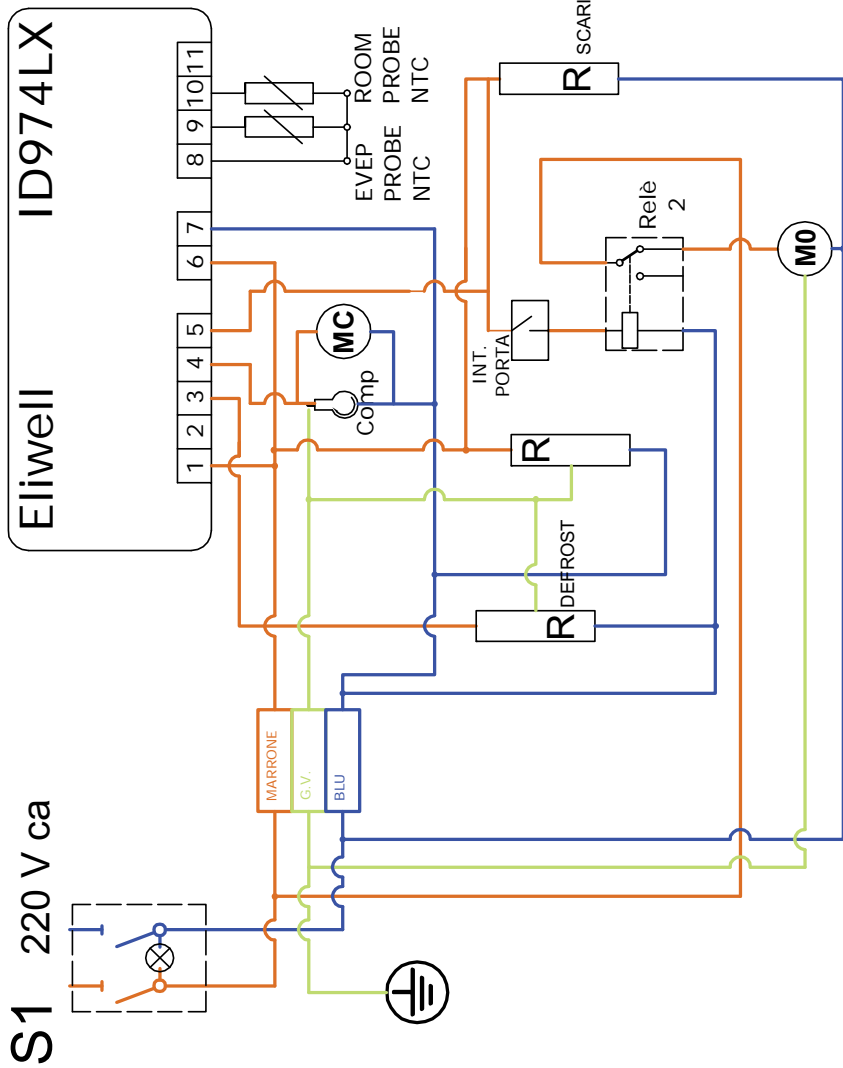 S1
220 V ca
Eliwell
ID974LX
1
2
3
4
5
6
7
8
9
10
11
EVEP
PROBE
NTC
ROOM
PROBE
NTC
MC
Comp
INT.
PORTA
Relè
2
M0
R
SCARI
R
R
DEFROST
MARRONE
G.V.
BLU